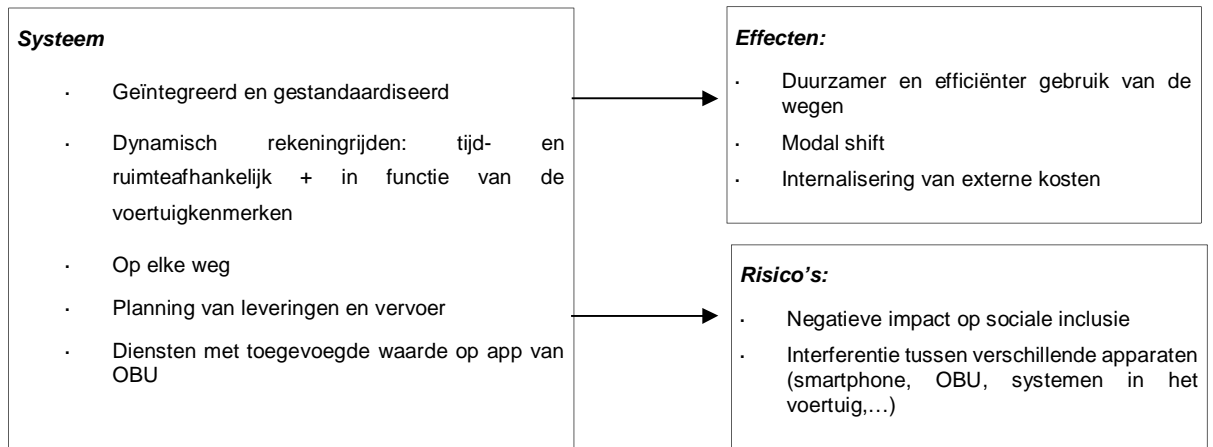 Systeem
· Geïntegreerd en gestandaardiseerd
· Dynamisch rekeningrijden: tijd- en
ruimteafhankelijk + in functie van de
voertuigkenmerken
· Op elke weg
· Planning van leveringen en vervoer
· Diensten met toegevoegde waarde op app van
OBU
Effecten:
· Duurzamer en efficiënter gebruik van de
wegen
· Modal shift
· Internalisering van externe kosten
Risico's:
· Negatieve impact op sociale inclusie
· Interferentie tussen verschillende apparaten
(smartphone, OBU, systemen in het
voertuig,…)